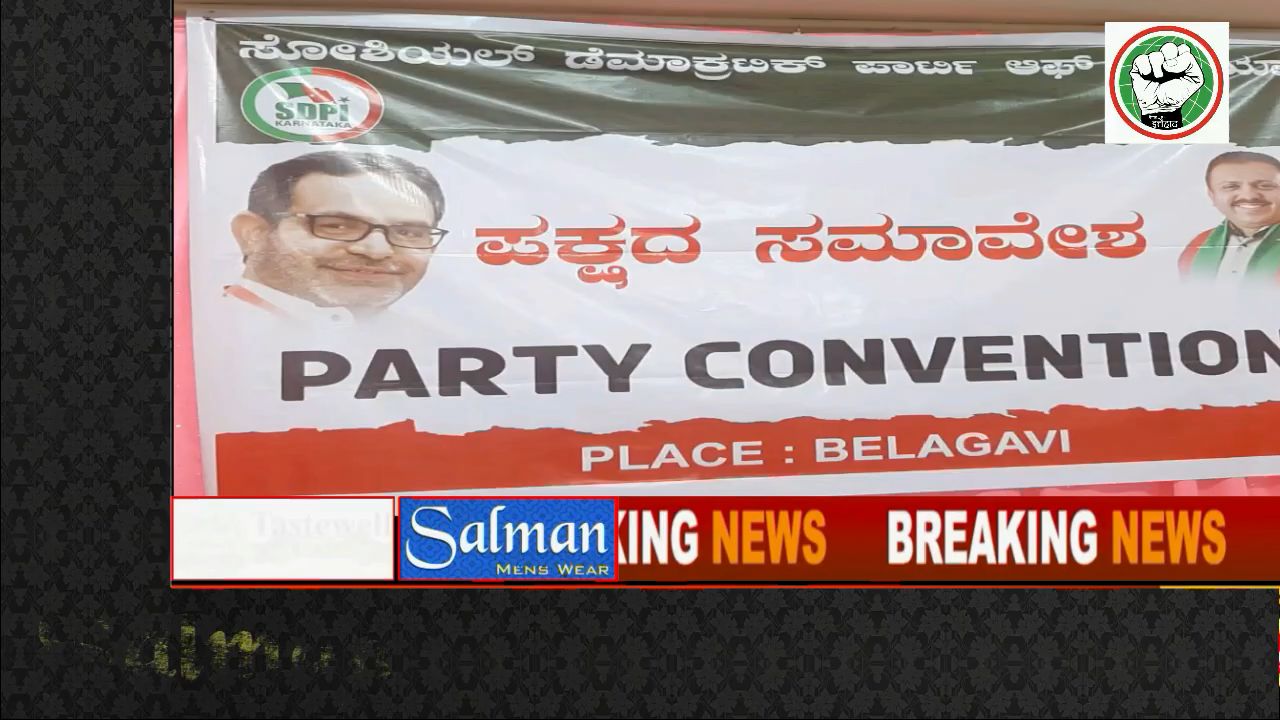 ಸೋಶಿಯಲ್ ಡೆಮಾಕ್ರಟಿಕ್ ಪಾರ್ಟಿ ಆಫ್
SDPI
KARNATAKA
ಪಕ್ಷದ ಸಮಾವೇಶ
PARTY CONVENTION
PLACE : BELAGAVI
Tastewell
Salman
MENS WEAR
KING NEWS BREAKING NEWS